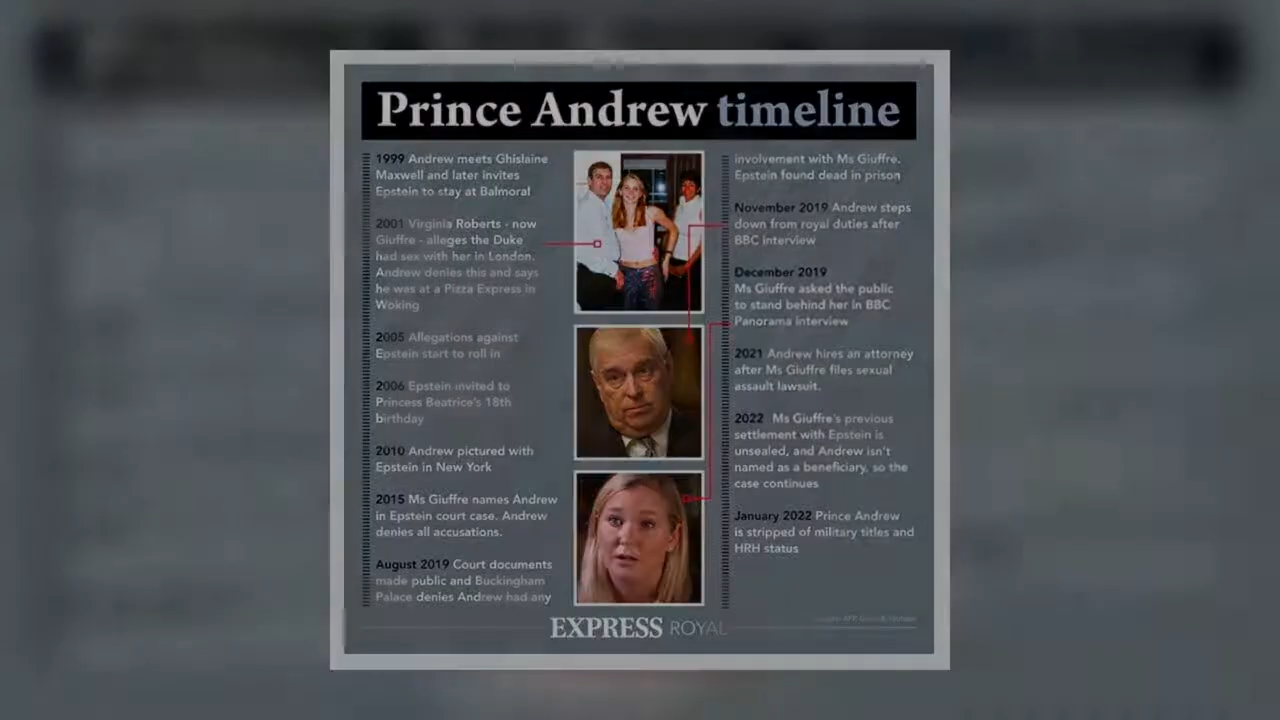 Prince Andrew timeline
1999 Andrew meets Ghislaine
Maxwell and later invites
Epstein to stay at Balmoral
2001 Virginia Roberts - now
Giuffre - alleges the Duke
had sex with her in London.
Andrew denies this and says
he was at a Pizza Express in
Woking
2005 Allegations against
Epstein start to roll in
2006 Epstein invited to
Princess Beatrice's 18th
birthday
2010 Andrew pictured with
Epstein in New York
2015 Ms Giuffre names Andrew
in Epstein court case. Andrew
denies all accusations.
August 2019 Court documents
made public and Buckingham
Palace denies Andrew had any
involvement with Ms Giuffre.
Epstein found dead in prison
November 2019 Andrew steps
down from royal duties after
BBC interview
December 2019
Ms Giuffre asked the public
to stand behind her in BBC
Panorama interview
2021 Andrew hires an attorney
after Ms Giuffre files sexual
assault lawsuit.
2022 Ms Giuffre's previous
settlement with Epstein is
unsealed, and Andrew isn't
named as a beneficiary, so the
case continues
January 2022 Prince Andrew
is stripped of military titles and
HRH status
EXPRESS ROYAL